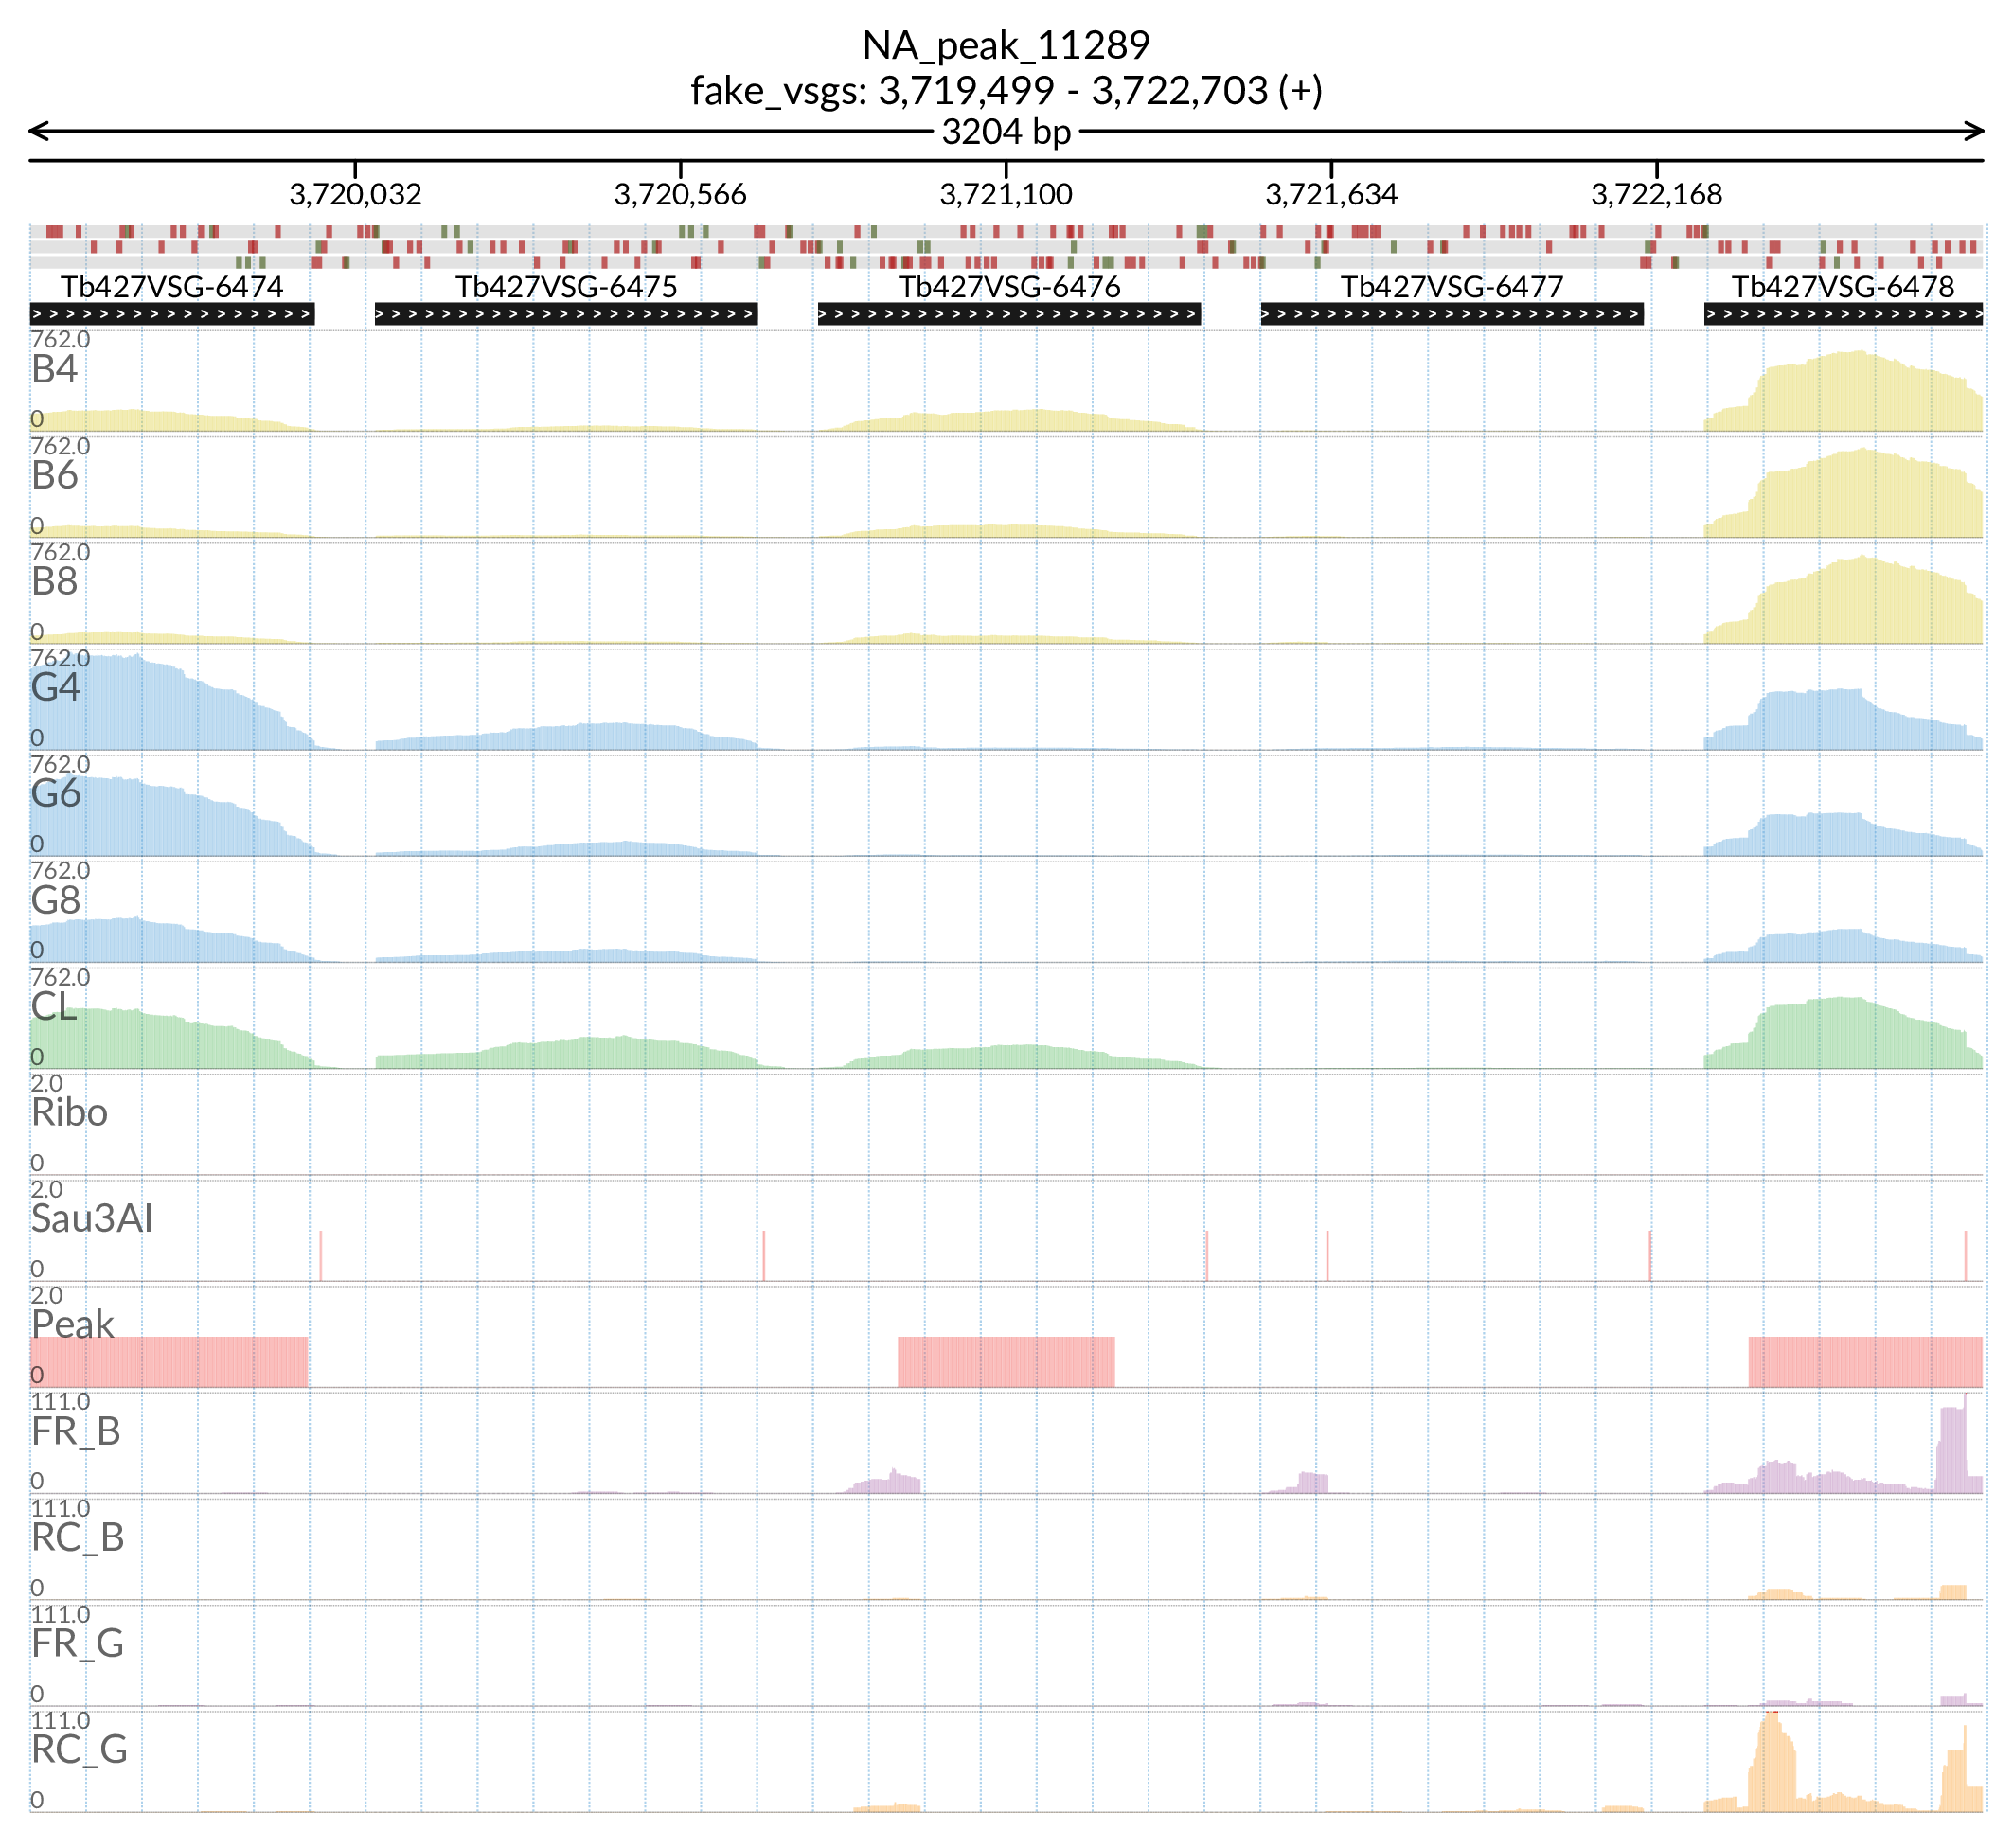 NA_peak_11289
fake_vsgs: 3,719,499 - 3,722,703 (+)
3204 bp
3,720,032 3,720,566 3,721,100 3,721,634 3,722,168
Tb427VSG-6474 Tb427VSG-6475 Tb427VSG-6476 Tb427VSG-6477 Tb427VSG-6478
762.0
B4
0
762.0
B6
0
762.0
B8
0
762.0
G4
0
762.0
G6
0
762.0
G8
0
762.0
CL
0
2.0
Ribo
0
2.0
Sau3AI
0
2.0
Peak
0
111.0
FR_B
0
111.0
RC_B
0
111.0
FR_G
0
111.0
RC_G
0